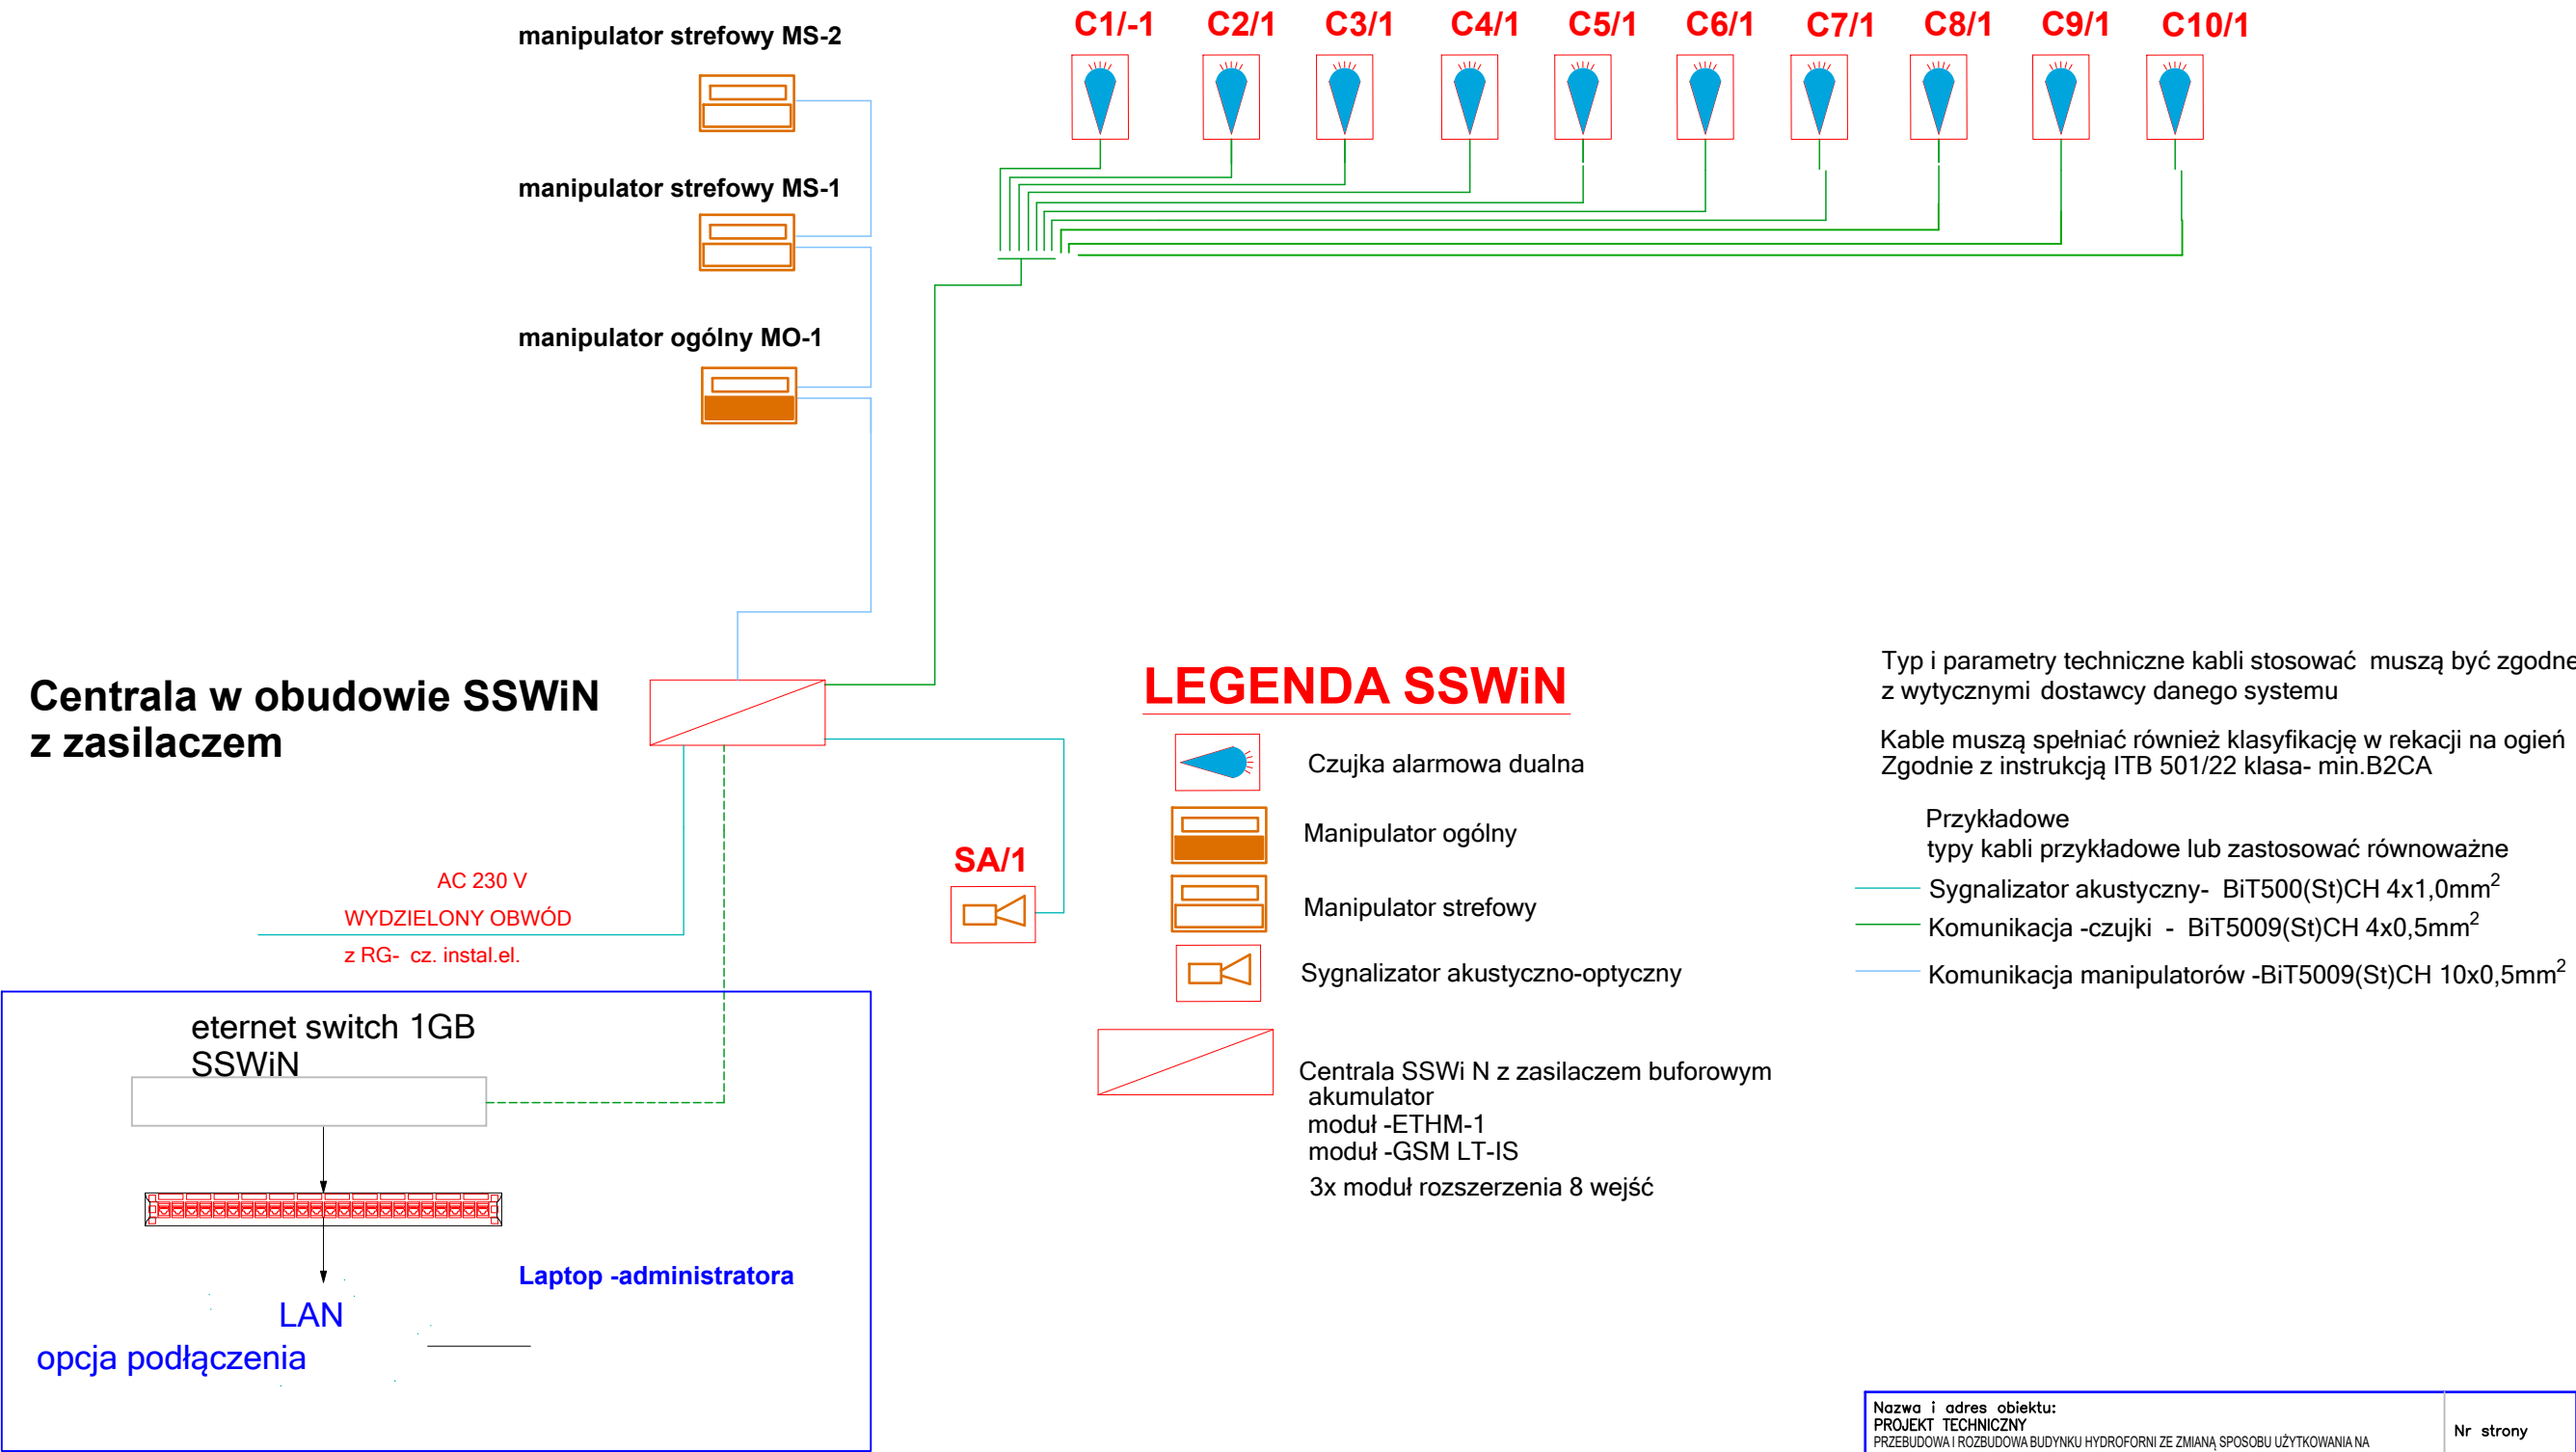 manipulator strefowy MS-2
C1/-1 C2/1 C3/1 C4/1 C5/1 C6/1 C7/1 C8/1 C9/1 C10/1
manipulator strefowy MS-1
manipulator ogólny MO-1
Centrala w obudowie SSWiN
z zasilaczem
AC 230 V
WYDZIELONY OBWÓD
z RG- cz. instal.el.
SA/1
eternet switch 1GB
SSWiN
Laptop -administratora
LAN
opcja podłączenia
LEGENDA SSWiN
Czujka alarmowa dualna
Manipulator ogólny
Manipulator strefowy
Sygnalizator akustyczno-optyczny
Centrala SSWi N z zasilaczem buforowym
akumulator
moduł -ETHM-1
moduł -GSM LT-IS
3x moduł rozszerzenia 8 wejść
Typ i parametry techniczne kabli stosować muszą być zgodne
z wytycznymi dostawcy danego systemu
Kable muszą spełniać również klasyfikację w rekacji na ogień
Zgodnie z instrukcją ITB 501/22 klasa- min.B2CA
Przykładowe
typy kabli przykładowe lub zastosować równoważne
Sygnalizator akustyczny- BiT500(St)CH 4x1,0mm²
Komunikacja -czujki - BiT5009(St)CH 4x0,5mm²
Komunikacja manipulatorów -BiT5009(St)CH 10x0,5mm²
Nazwa i adres obiektu:
PROJEKT TECHNICZNY
PRZEBUDOWA I ROZBUDOWA BUDYNKU HYDROFORNI ZE ZMIANĄ SPOSOBU UŻYTKOWANIA NA
Nr strony